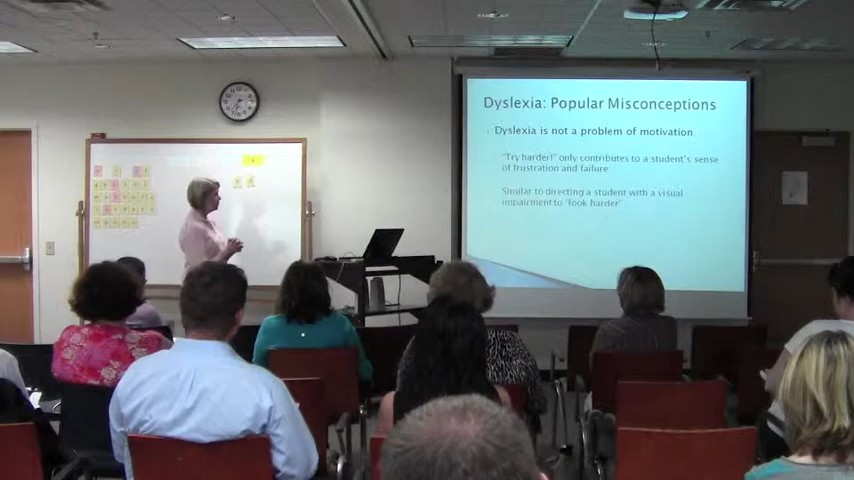 Dyslexia: Popular Misconceptions
Dyslexia is not a problem of motivation
"Try harder!" only contributes to a student's sense
of frustration and failure
Similar to directing a student with a visual
impairment to "look harder"